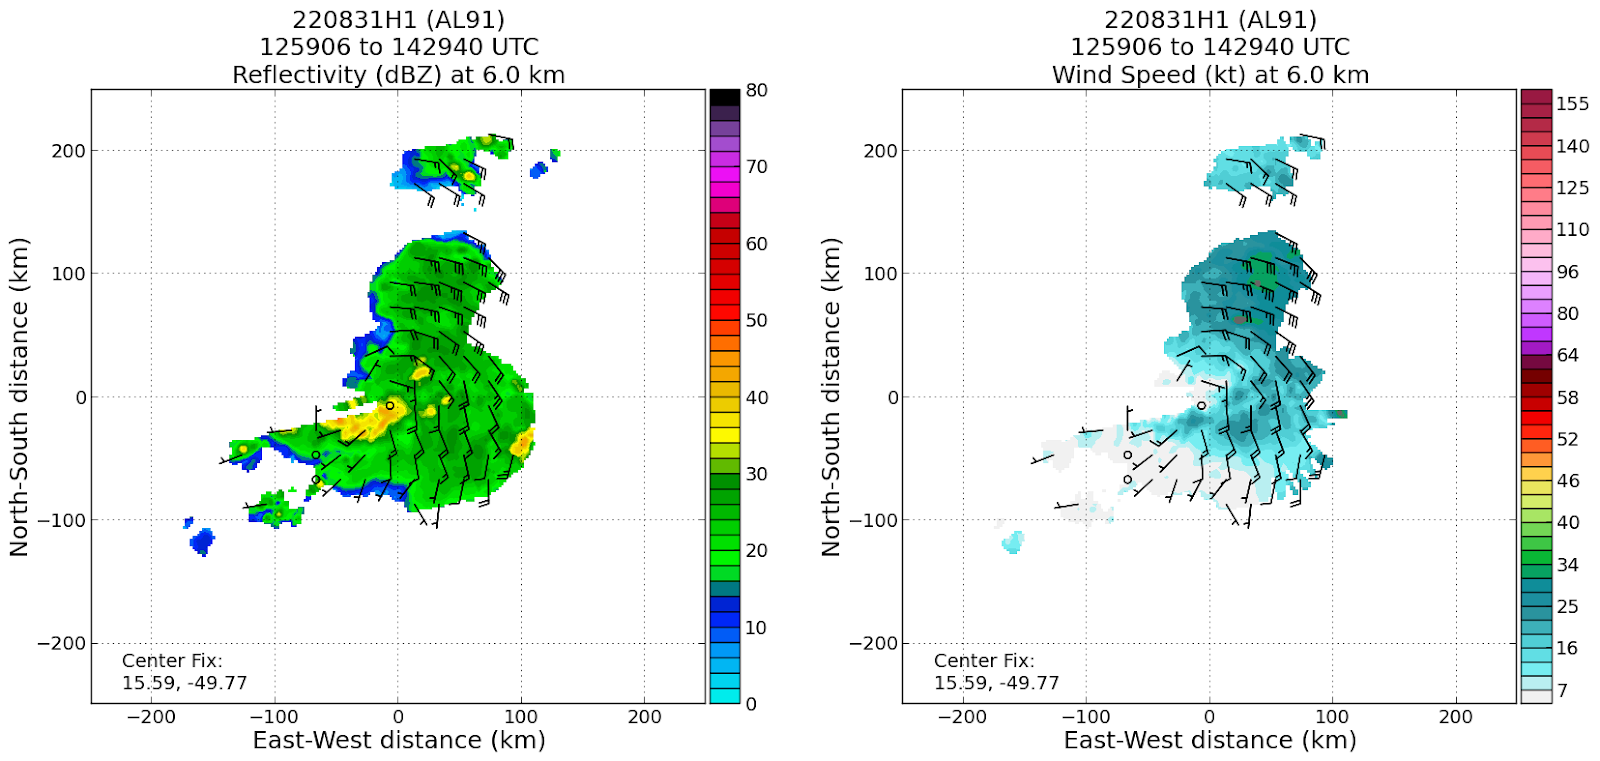 220831H1 (AL91)
125906 to 142940 UTC
Reflectivity (dBZ) at 6.0 km
North-South distance (km)
200
100
0
−100
−200
Center Fix:
15.59, -49.77
−200 −100 0 100 200
East-West distance (km)
80
70
60
50
40
30
20
10
0
220831H1 (AL91)
125906 to 142940 UTC
Wind Speed (kt) at 6.0 km
North-South distance (km)
200
100
0
−100
−200
Center Fix:
15.59, -49.77
−200 −100 0 100 200
East-West distance (km)
155
140
125
110
96
80
64
58
52
46
40
34
25
16
7